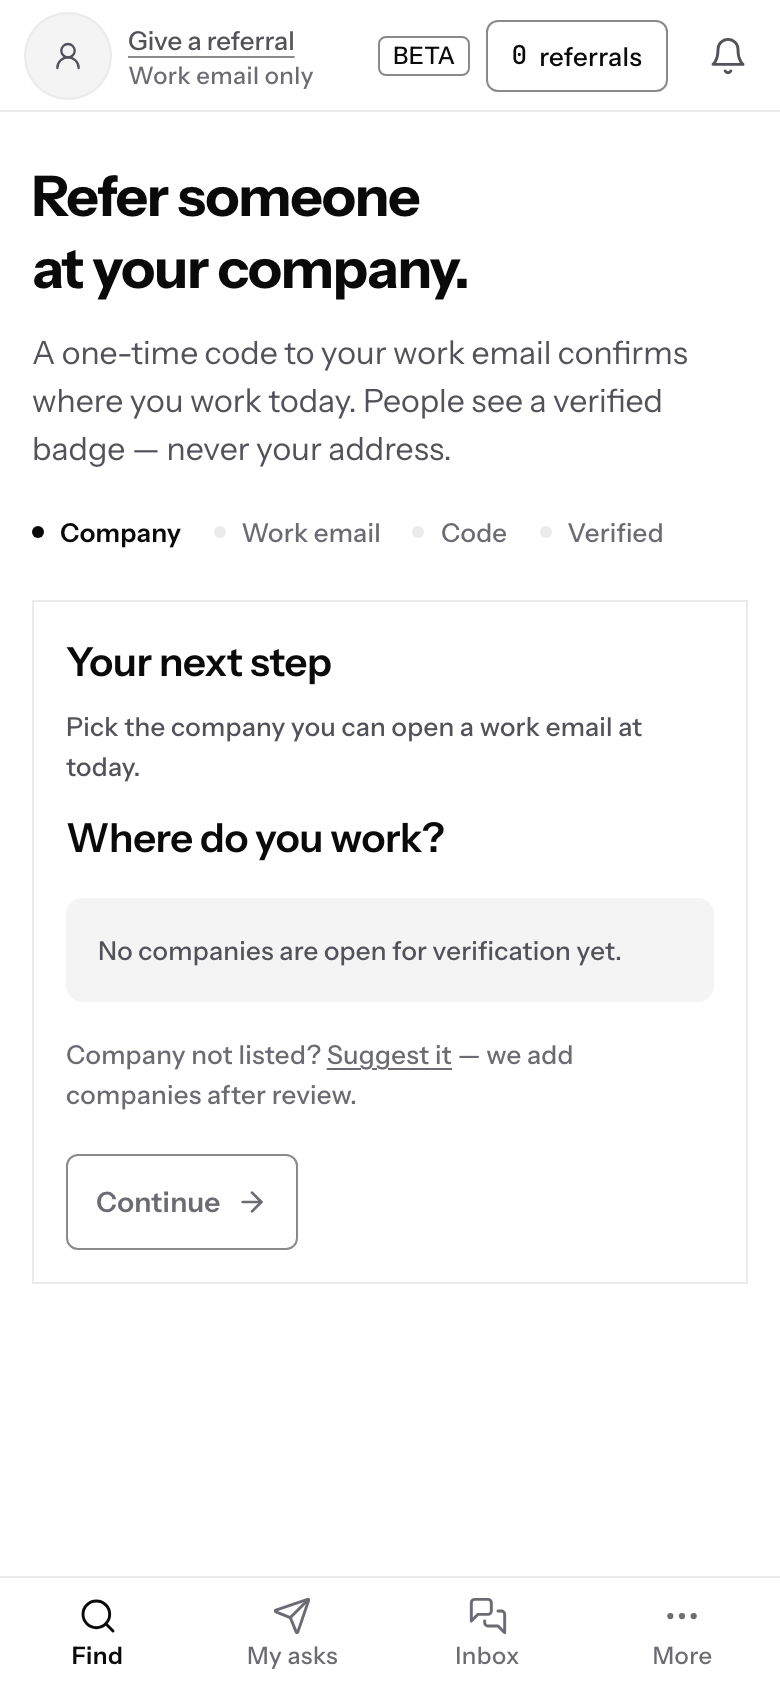 Give a referral
Work email only
BETA
0 referrals
Refer someone
at your company.
A one-time code to your work email confirms
where you work today. People see a verified
badge — never your address.
Company
Work email
Code
Verified
Your next step
Pick the company you can open a work email at
today.
Where do you work?
No companies are open for verification yet.
Company not listed? Suggest it — we add
companies after review.
Continue →
Find
My asks
Inbox
More